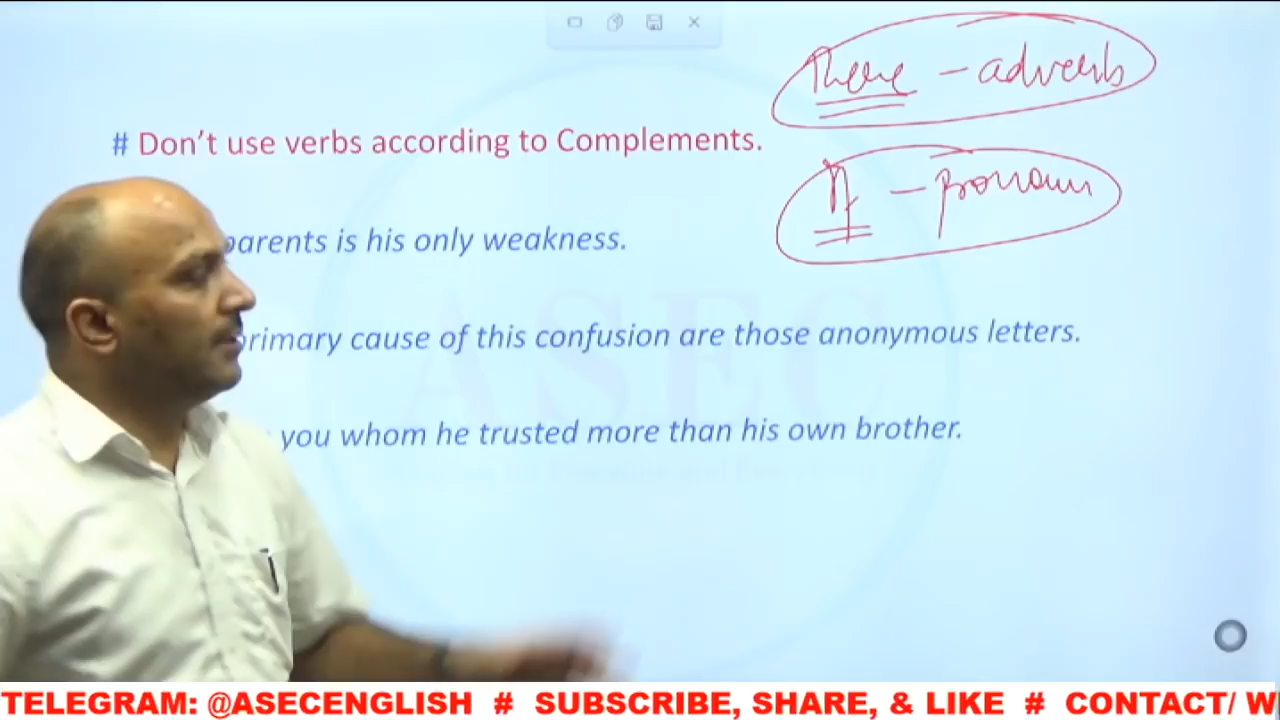 There – adverb
# Don't use verbs according to Complements.
It – pronoun
parents is his only weakness.
primary cause of this confusion are those anonymous letters.
you whom he trusted more than his own brother.
ASEC
TELEGRAM: @ASECENGLISH # SUBSCRIBE, SHARE, & LIKE # CONTACT/ W